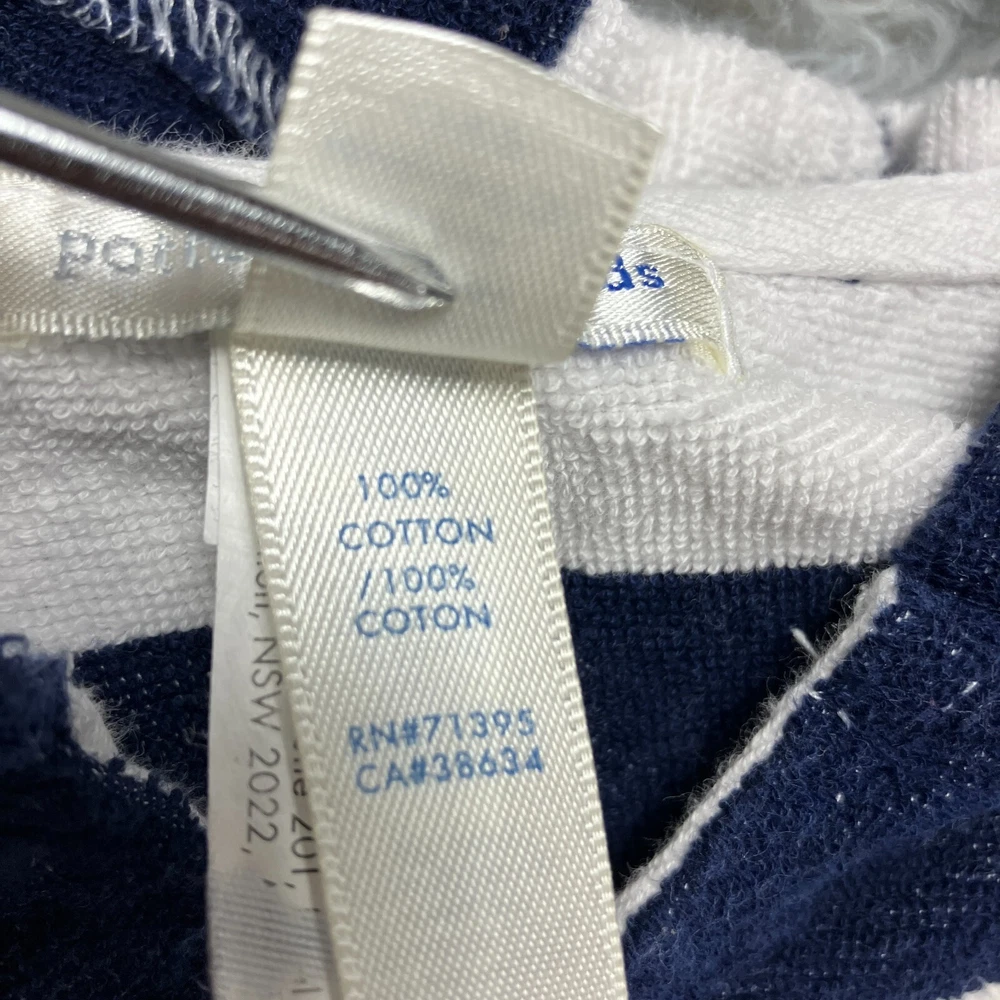 100%
COTTON
/100%
COTON
RN#71395
CA#38634
NSW 2022,